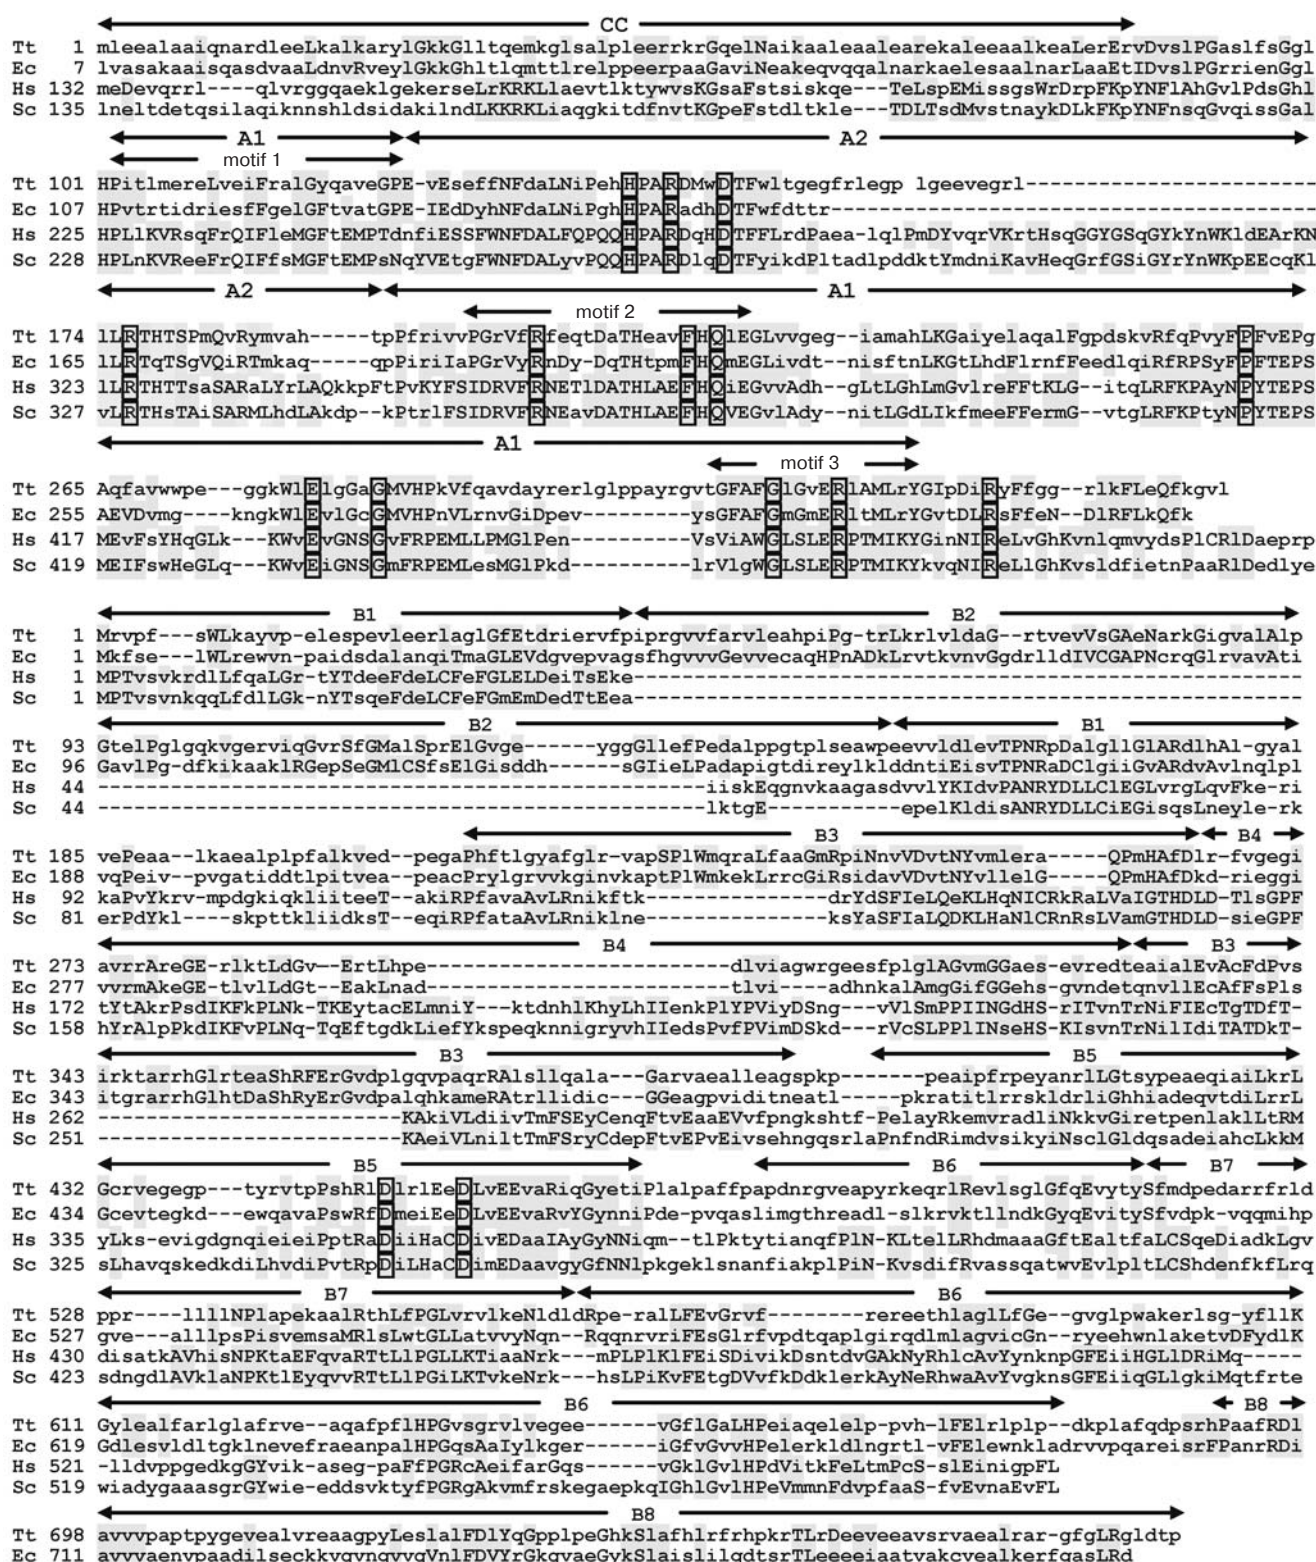 CC
Tt 1 mleealaaiqnardleeLkalkarylGkkGlltqemkglsalpleerrkrGqelNaikaaleaalearekaleeaalkeaLerErvDvslPGaslfsGgl
Ec 7 lvasakaaisqasdvaaLdnvRveylGkkGhltlqmttlrelppeerpaaGaviNeakeqvqqalnarkaelesaalnarLaaEtIDvslPGrrienGgl
Hs 132 meDevqrrl----qlvrggqaeklgekerseLrKRKLlaevtlktywvsKGsaFstsisksqe---TeLspEMissgsWrDrpFKpYNFlAhGvlPdsGhl
Sc 135 lneltdetqsilaqiknnshldsidakilndLKKRKLiaqgkitdfnvtKGpeFstdltkle---TDLTsdMvstnaykDLkFKpYNFnsqGvqissGal
A1 A2
motif 1
Tt 101 HPitlmereLveiFralGyqaveGPE-vEseffNFdaLNiPehHPARDMwDTFwltgegfrlegp lgeevegrl-------------------
Ec 107 HPvtrtidriesfFgelGFtvatGPE-IEdDyhNFdaLNiPghHPARadhDTFwfdttr----------------------------------
Hs 225 HPLlKVRsqFrQIFleMGFtEMPTdnfiESSFWNFDALFQPQQHPARDqHDTFFLrdPaea-lqlPmDYvqrVKrtHsqGGYGSqGYkYnWKldEArKN
Sc 228 HPLnKVReeFrQIFfsMGFtEMPsNqYVEtgFWNFDALyvPQQHPARDlqDTFyikdPltadlpddktYmdniKavHeqGrfGSiGYrYnWKpEEcqKl
A2 A1
motif 2
Tt 174 lLRTHTSPmQvRymvah------tpPfrivvPGrVfRfeqtDaTHeavFHQlEGLvvgeg-iamahLKGaiyelaqalFgpdskvRfqPvyFPFvEPg
Ec 165 lLRTqTSgVQiRTmkaq------qpPiriIaPGrVyRnDy-DqTHtpmFHQmEGLivdt--nisftnLKGtLhdFlrnfFeedlqiRfRPSyFPFTEPS
Hs 323 lLRTHTTsaSARaLYrLAQkkpFtPvKYFSIDRVFRNETlDATHLAEFHQiEGvvADh--gLtLGhLmGvlreFFtKLG--itqLRFKPAyNPYTEPS
Sc 327 vLRTHsTAiSARMLhdLAkdp--kPtrlFSIDRVFRNEavDATHLAEFHQVEGvlADy--nitLGdLIkfmeeFFermG--vtgLRFKPtyNPYTEPS
A1
motif 3
Tt 265 Aqfavwwpe---ggkWlElgGaGMVHPkVfqavdayrerlglppayrgvtGFAFGlGvERlAMLrYGIpDiRyFfgg--rlkFLeQfkgvl
Ec 255 AEVDvmg-----kngkWlEvlGcGMVHPnVLrnvGiDpev---------ysGFAFGmGmERltMLrYGvtDLRsFfeN--DlRFLkQfk
Hs 417 MEvFsYHqGLk---KWvEvGNSGvFRPEMLLPMGlPen-----------VsViAWGLSLERPTMIKYGinNIReLvGhKvnlqmvydsPlCRlDaeprp
Sc 419 MEIFswHeGLq---KWvEiGNSGmFRPEMLesMGlPkd-----------lrVlgWGLSLERPTMIKYkvqNIReLlGhKvsldfietnPaaRlDedlye
B1 B2
Tt 1 Mrvpf---sWLkayvp-elespevleerlaglGfEtdriervfpiprgvvfarvleahpiPg-trLkrlvldaG--rtvevVsGAeNarkGigvalAlp
Ec 1 Mkfse---lWLrewvn-paidsdalanqiTmaGLEVdgvepvagsfhgvvvGevvecaqHPnADkLrvtkvnvGgdrlldIVCGAPNcrqGlrvavAti
Hs 1 MPTvsvkrdlLfqaLGr-tYTdeeFdeLCFeFGLELDeiTsEke------------------------------------------------
Sc 1 MPTvsvnkqqLfdlLGk-nYTsqeFdeLCFeFGmEmDedTtEea------------------------------------------------
B2 B1
Tt 93 GtelPglgqkvgerviqGvrSfGMalSprElGvge------yggGllefPedalppgtplseawpeevvldlevTPNRpDalgllGlARdlhAl-gyal
Ec 96 GavlPg-dfkikaaklRGepSeGMlCSfsElGisddh------sGIieLPadapigtdireylklddntiEisvTPNRaDClgiiGvARdvAvlnqlpl
Hs 44 ----------------------------------------------iiskEqgnvkaagasdvvlYKIdvPANRYDLLClEGLvrgLqvFke-ri
Sc 44 ----------------------------------------------lktgE----------epelKldisANRYDLLCiEGisqsLneyle-rk
B3 B4
Tt 185 vePeaa--lkaealplpfalkved--pegaPhftlgyafglr-vapSPlWmqraLfaaGmRpiNnvVDvtNYvmlera-----QPmHAfDlr-fvgegi
Ec 188 vqPeiv--pvgatiddtlpitvea--peacPrylgrvvkginvkaptPlWmkekLrrcGiRsidavVDvtNYvllelG-----QPmHAfDkd-rieggi
Hs 92 kaPvYkrv-mpdgkiqkliiteeT--akiRPfavaAvLRnikftk-----------drYdSFIeLQeKLHqNICRKRaLVaIGTHDLD-TlsGPF
Sc 81 erPdYkl---skpttkliidksT--eqiRPfataAvLRnIklne-----------ksYaSFIaLQDKLHaNlCRnRsLVamGTHDLD-sieGPF
B4 B3
Tt 273 avrrAreGE-rlktLdGv--ErtLhpe------------------------dlviagwrgeesfplglAGvmGGaes-evredteaialEvAcFdPvs
Ec 277 vvrmAkeGE-tlvlLdGt--EakLnad------------------------tlvi---adhnkalAmgGifGGehs-gvndetqnvllEcAfFsPls
Hs 172 tYtAkrPsdIKFkPLNk-TKEytacELmniY---ktdnhlKhyLhIIenkPlYPViyDSng---vVlSmPPIINGdHS-rITvnTrNiFIEcTgTDfT-
Sc 158 hYrAlpPkdIKFvPLNq-TqEftgdkLiefYkspeqknnigryvhIIedsPvfPVimDSkd---rVcSLPPlINseHS-KIsvnTrNilIdiTATDkT-
B3 B5
Tt 343 irktarrhGlrteaShRFErGvdplgqvpaqrRAlsllqala---Garvaealleagspkp-------peaipfrpeyanrllGtsypeaeqiaiLkrL
Ec 343 itgrarrhGlhtDaShRyErGvdpalqhkameRAtrllidic---GGeagpviditneatl-------pkratitlrrskldrliGhhiadeqvtdiLrrL
Hs 262 -----------------------KAkiVLdiivTmFSEYCenqFtvEaaEVvfpngkshtf-PelayRkemvradliNkkvGiretpenlakLltRM
Sc 251 -----------------------KAeiVLniltTmFSryCdepFtvEPvEivsehngqsrlaPnfndRimdvsikyiNsclGldqsadeiahcLkkM
B5 B6 B7
Tt 432 Gcrvegegp---tyrvtpPshRlDlrlEeDLvEEvaRiqGyetiPlalpaffpapdnrgveapyrkeqrlRevlsglGfqEvytySfmdpedarrfrld
Ec 434 Gcevtegkd---ewqavaPswRfDmeiEeDLvEEvaRvYGynniPde-pvqaslimgthreadl-slkrvktllndkGyqEvityySfvdpk-vqqmihp
Hs 335 yLks-evigdgnqieieiPptRaDiiHaCDivEDaaIAyGyNNiqm--tlPktytianqfPlN-KLtelLRhdmaaaGftEaltfaLCSqeDiadkLgv
Sc 325 sLhavqskedkdiLhvdiPvtRpDiLHaCDimEDaavgyGfNNlpkgeklsnanfiakplPiN-KvsdifRvassqatwvEvlpltLCShdenfkfLrq
B7 B6
Tt 528 ppr----llllNPlapekaaLRthLfPGLvrvlkeNldldRpe-ralLFEvGrvf-------rereethlaglLfGe--gvglpwakerlsg-yfllK
Ec 527 gve---alllpsPisvemsaMRlsLwtGLLatvvyNqn--RqqnrvriFEsGlrfvpdtqaplgirqdlmlagvicGn--ryeehwnlaketvDFydlK
Hs 430 disatkAVhisNPKtaEFqvaRTtLlPGLLKTiaaNrk---mPLPlKlFEiSDivikDsntdvGAkNyRhlcAvYynknpGFEiiHGLlDRiMq-----
Sc 423 sdngdlAVklaNPKtlEyqvvRTtLlPGiLKTvkeNrk---hsLPiKvFEtgDVvfkDdklerkAyNeRHwaAvYvgknsGFEiiqGLlgkiMqtfrte
B6 B8
Tt 611 Gyleealfarlglafrve--aqafpflHPGvsgrvlvegee------vGflGaLHPeiaqelelp-pvh-lFELrlplp--dkplafqdpsrhPaafRDl
Ec 619 GdlesvldltgklnevefraeanpalHPGqsAaIylkger------iGfvGvvHPelerkldlngrtl-vFElewnkladrvvpqareisrFPanrRDi
Hs 521 -lldvppgedkgGYvik-aseg-paFfPGRcAeifarGqs------vGklGvlHPdVitkFeLtmPcS-slEinigpFL
Sc 519 wiadygaaasgrGYwie-eddsvktyfPGRgAkvmfrskegaepkqIGhlGvlHPeVmmnFdvpfaaS-fvEvnaEvFL
B8
Tt 698 avvvpaptpygevealvreaagpyLeslalFDlYqGpplpeGhkSlafhlrfrhpkrTLrDeeveeavsrvaealrar-gfgLRgldtp
Ec 711 avvvaenvpaadilseckkvgvnqvvgVnlFDVYrGkgvaeGykSlaislilqdtsrTLeeeeiaatvakcvealkerfqasLRd